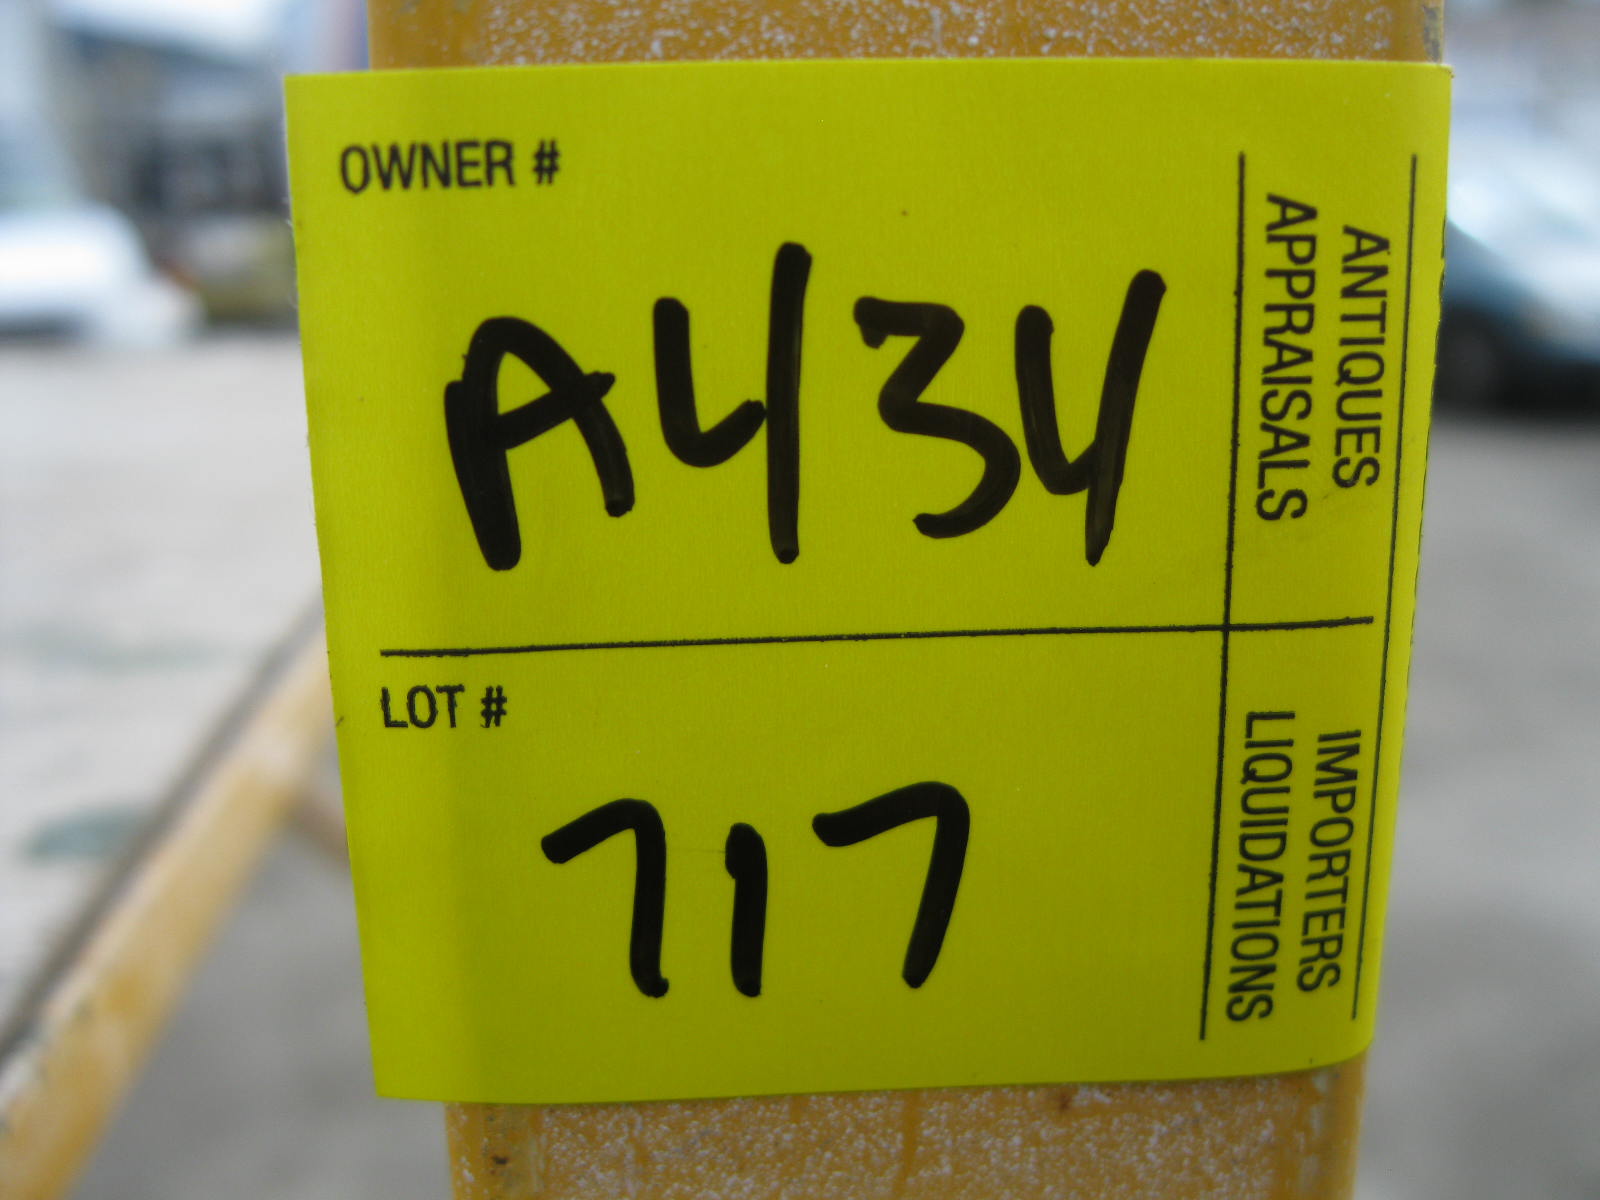 OWNER #
A434
LOT #
717
ANTIQUES
APPRAISALS
IMPORTERS
LIQUIDATIONS